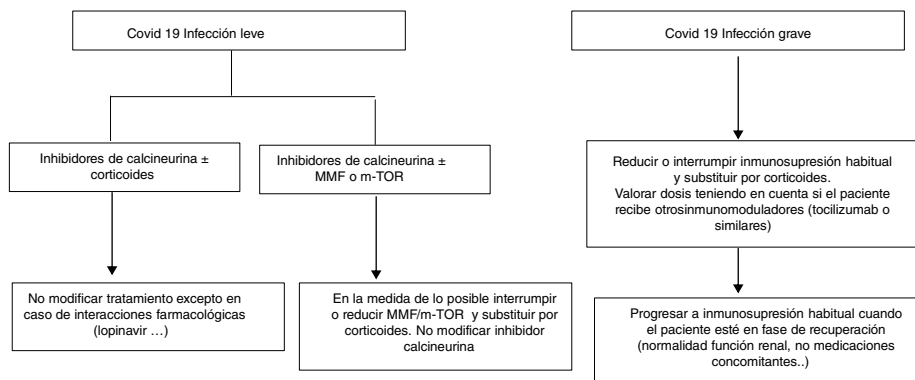 Covid 19 Infección leve
Inhibidores de calcineurina ±
corticoides
Inhibidores de calcineurina ±
MMF o m-TOR
No modificar tratamiento excepto en
caso de interacciones farmacológicas
(lopinavir ...)
En la medida de lo posible interrumpir
o reducir MMF/m-TOR y substituir por
corticoides. No modificar inhibidor
calcineurina
Covid 19 Infección grave
Reducir o interrumpir inmunosupresión habitual
y substituir por corticoides.
Valorar dosis teniendo en cuenta si el paciente
recibe otrosinmunomoduladores (tocilizumab o
similares)
Progresar a inmunosupresión habitual cuando
el paciente esté en fase de recuperación
(normalidad función renal, no medicaciones
concomitantes..)